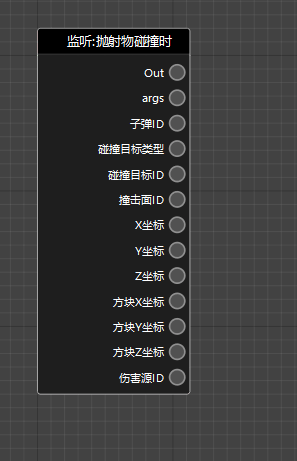 监听:抛射物碰撞时
Out
args
子弹ID
碰撞目标类型
碰撞目标ID
撞击面ID
X坐标
Y坐标
Z坐标
方块X坐标
方块Y坐标
方块Z坐标
伤害源ID